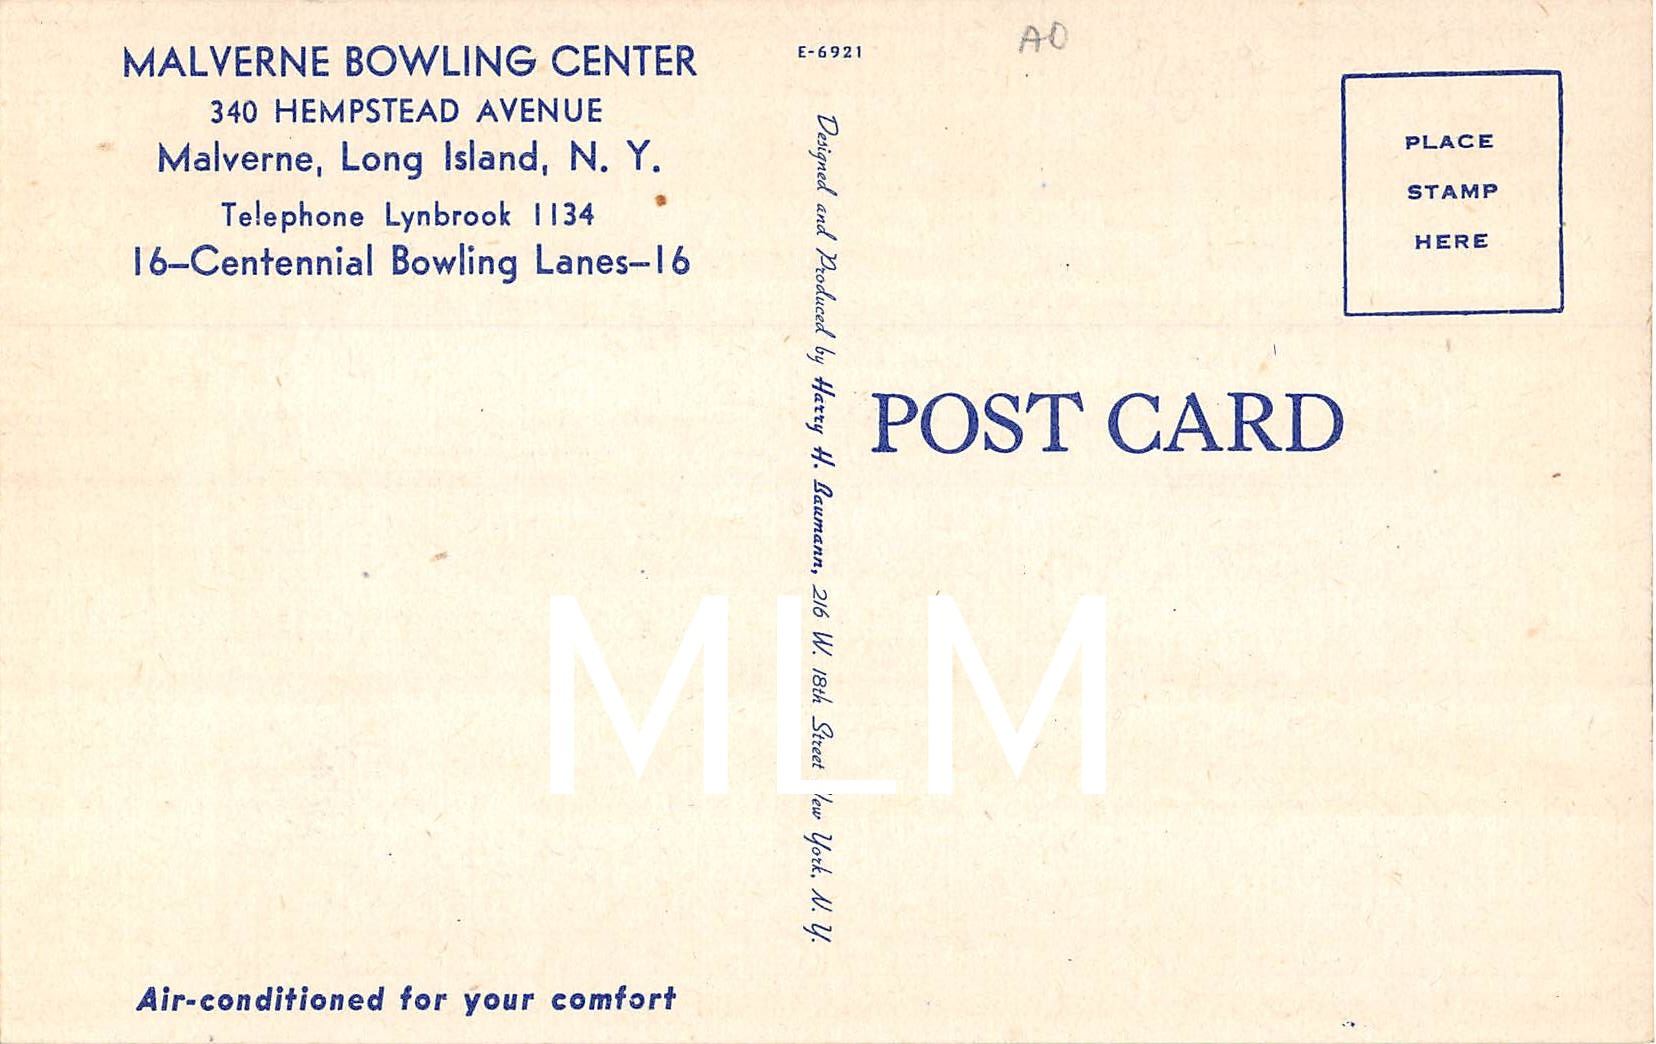 MALVERNE BOWLING CENTER
340 HEMPSTEAD AVENUE
Malverne, Long Island, N. Y.
Telephone Lynbrook 1134
16–Centennial Bowling Lanes–16
Air-conditioned for your comfort
E-6921
Designed and Produced by Harry H. Baumann, 216 W. 18th Street New York, N. Y.
AO
PLACE
STAMP
HERE
POST CARD
MLM